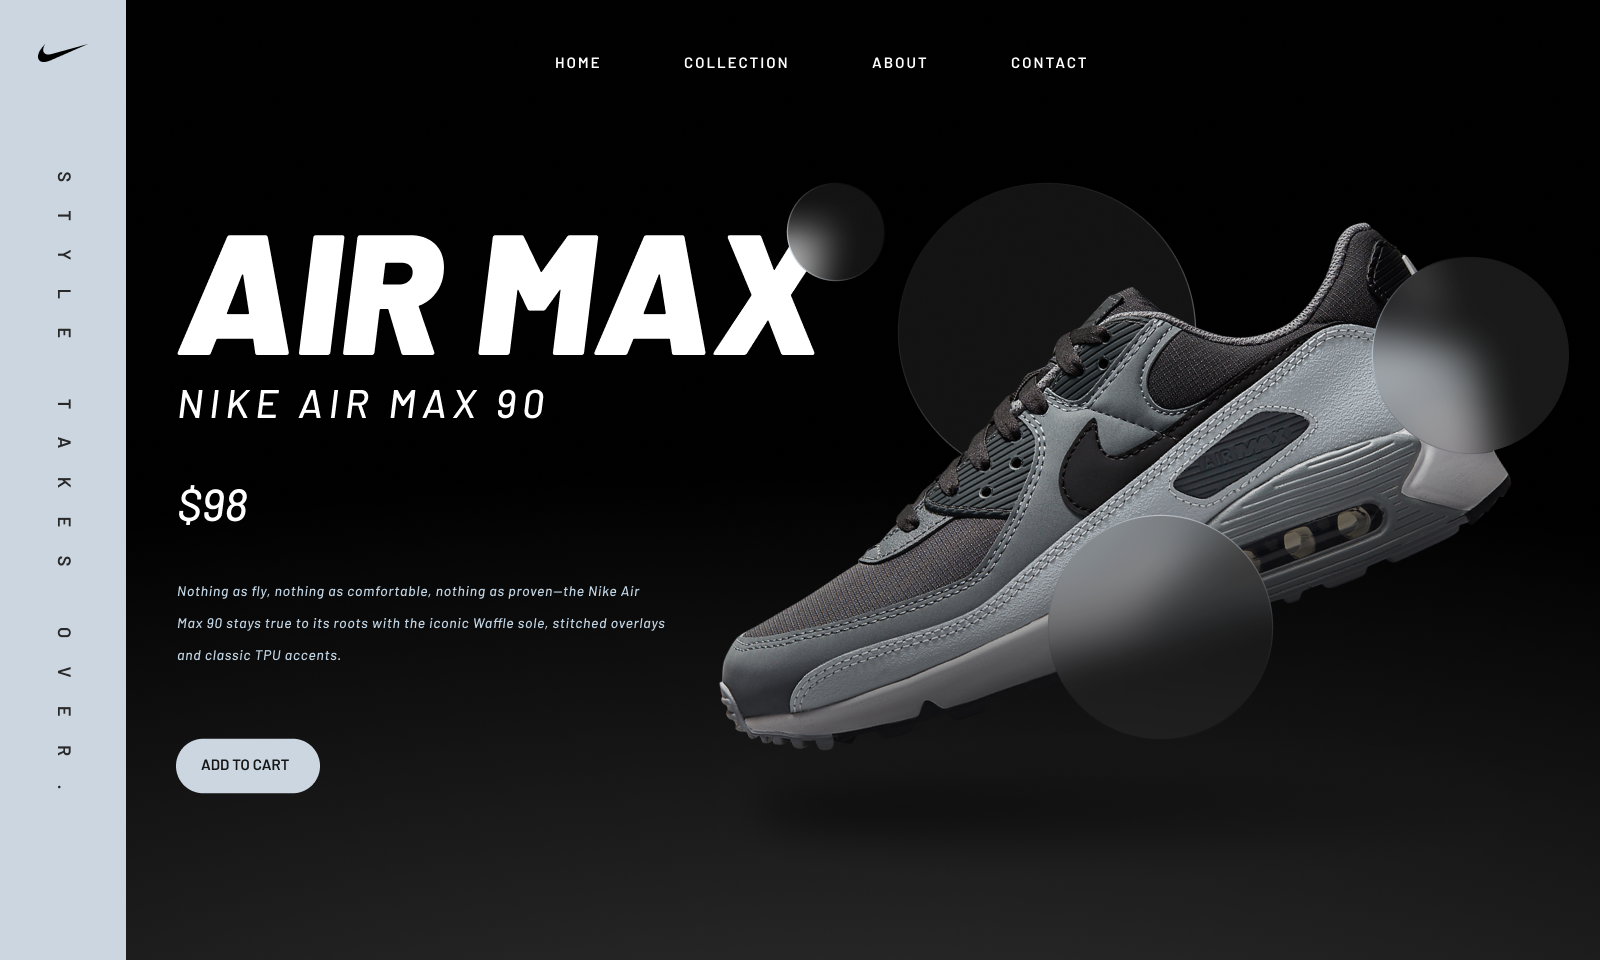 HOME COLLECTION ABOUT CONTACT
STYLE TAKES OVER.
AIR MAX
NIKE AIR MAX 90
$98
Nothing as fly, nothing as comfortable, nothing as proven—the Nike Air
Max 90 stays true to its roots with the iconic Waffle sole, stitched overlays
and classic TPU accents.
ADD TO CART
AIR MAX